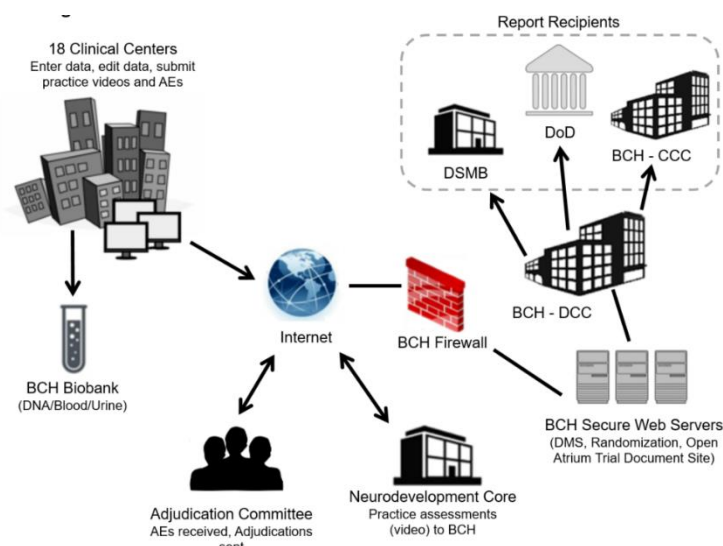 18 Clinical Centers
Enter data, edit data, submit
practice videos and AEs
Report Recipients
DSMB
DoD
BCH - CCC
BCH - DCC
Internet
BCH Firewall
BCH Biobank
(DNA/Blood/Urine)
BCH Secure Web Servers
(DMS, Randomization, Open
Atrium Trial Document Site)
Adjudication Committee
AEs received, Adjudications
sent
Neurodevelopment Core
Practice assessments
(video) to BCH